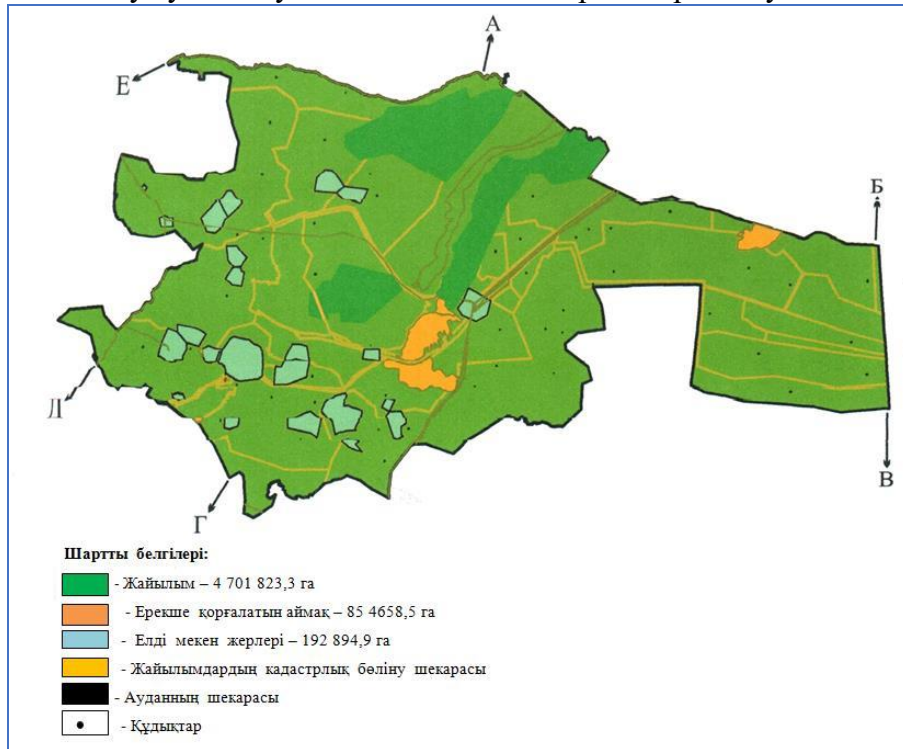 А
Е
Б
Д
В
Г
Шартты белгілері:
- Жайылым – 4 701 823,3 га
- Ерекше қорғалатын аймақ – 85 4658,5 га
- Елді мекен жерлері – 192 894,9 га
- Жайылымдардың кадастрлық бөліну шекарасы
- Ауданның шекарасы
- Құдықтар